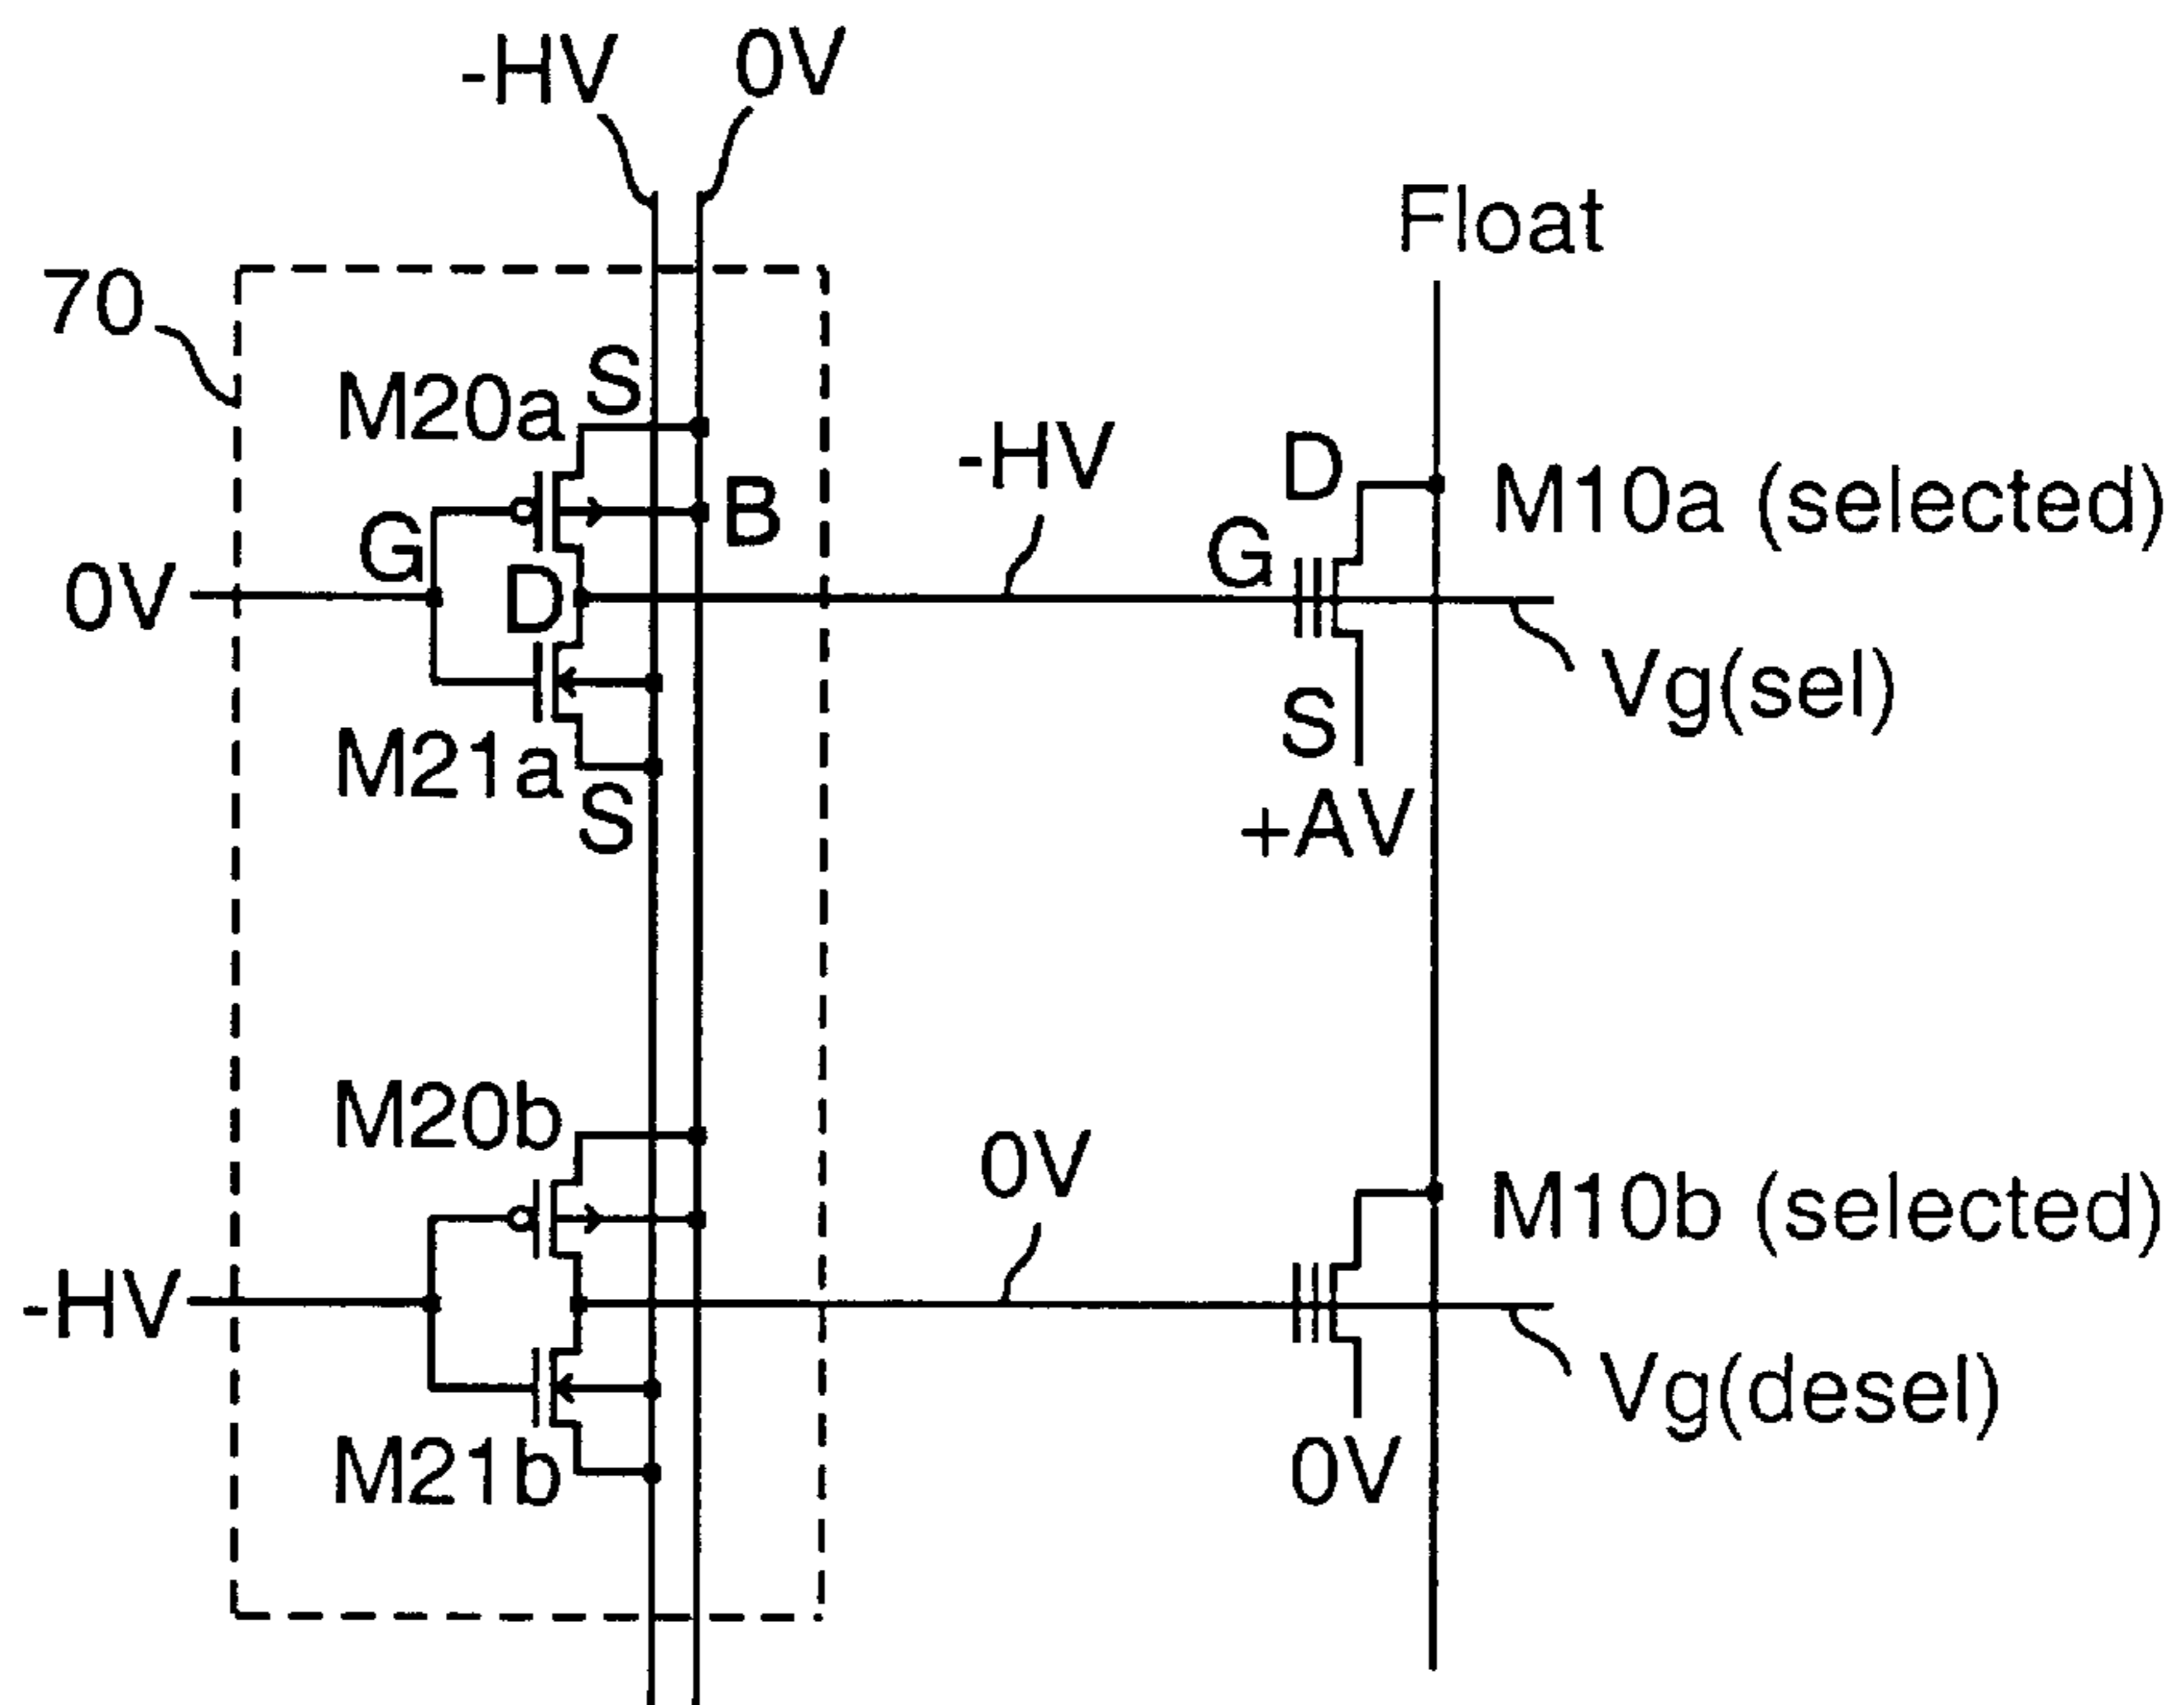 -HV
0V
Float
70
S
M20a
-HV
D
M10a (selected)
B
G
G
0V
D
Vg(sel)
S
M21a
S
+AV
M20b
0V
M10b (selected)
-HV
Vg(desel)
M21b
0V